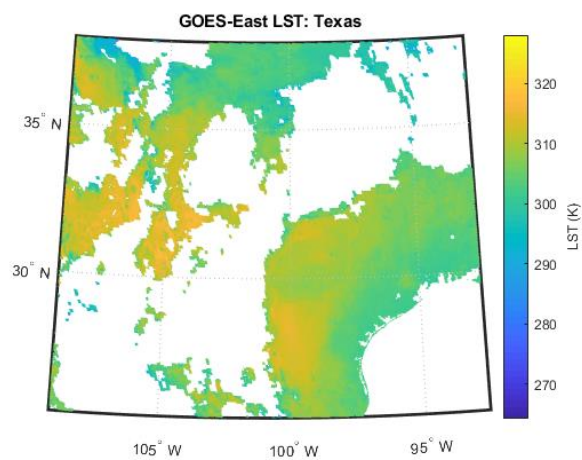 GOES-East LST: Texas
35° N
30° N
105° W
100° W
95° W
320
310
300
290
280
270
LST (K)